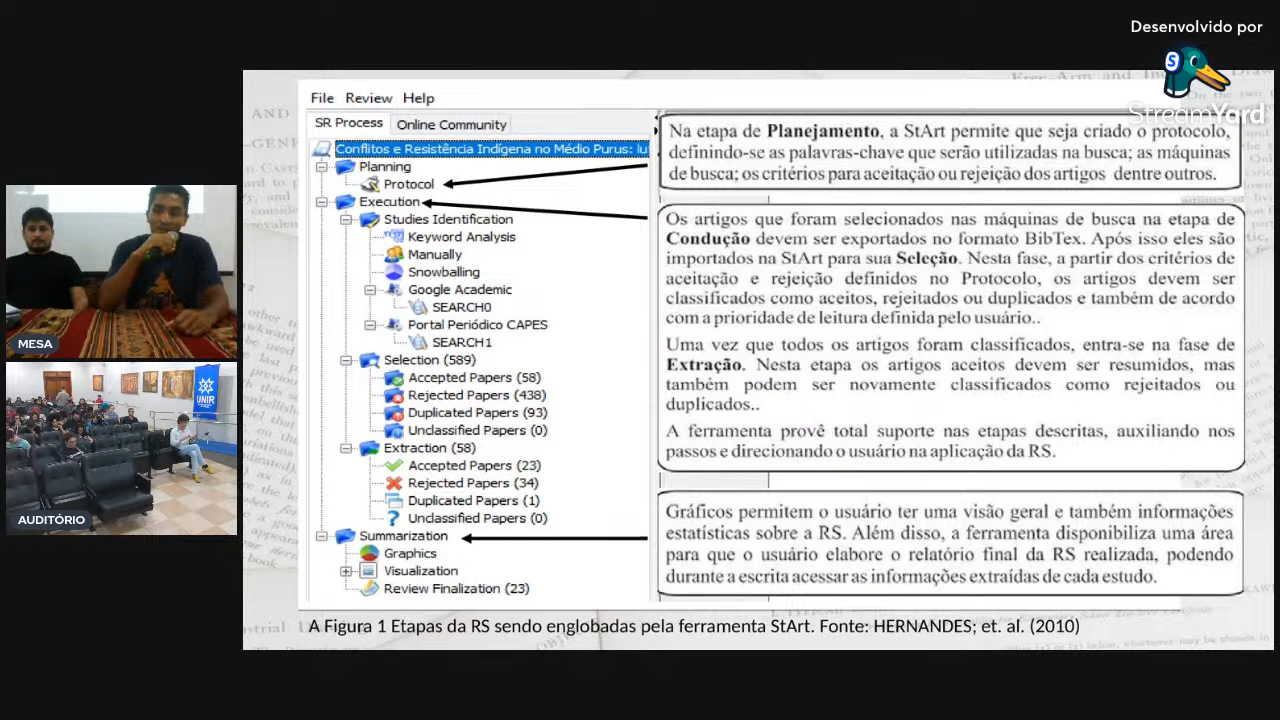 Desenvolvido por
StreamYard
File Review Help
SR Process Online Community
Conflitos e Resistência Indígena no Médio Purus: lu
Planning
Protocol
Execution
Studies Identification
Keyword Analysis
Manually
Snowballing
Google Academic
SEARCH0
Portal Periódico CAPES
SEARCH1
Selection (589)
Accepted Papers (58)
Rejected Papers (438)
Duplicated Papers (93)
Unclassified Papers (0)
Extraction (58)
Accepted Papers (23)
Rejected Papers (34)
Duplicated Papers (1)
Unclassified Papers (0)
Summarization
Graphics
Visualization
Review Finalization (23)
Na etapa de Planejamento, a StArt permite que seja criado o protocolo,
definindo-se as palavras-chave que serão utilizadas na busca; as máquinas
de busca; os critérios para aceitação ou rejeição dos artigos dentre outros.
Os artigos que foram selecionados nas máquinas de busca na etapa de
Condução devem ser exportados no formato BibTex. Após isso eles são
importados na StArt para sua Seleção. Nesta fase, a partir dos critérios de
aceitação e rejeição definidos no Protocolo, os artigos devem ser
classificados como aceitos, rejeitados ou duplicados e também de acordo
com a prioridade de leitura definida pelo usuário..
Uma vez que todos os artigos foram classificados, entra-se na fase de
Extração. Nesta etapa os artigos aceitos devem ser resumidos, mas
também podem ser novamente classificados como rejeitados ou
duplicados..
A ferramenta provê total suporte nas etapas descritas, auxiliando nos
passos e direcionando o usuário na aplicação da RS.
Gráficos permitem o usuário ter uma visão geral e também informações
estatísticas sobre a RS. Além disso, a ferramenta disponibiliza uma área
para que o usuário elabore o relatório final da RS realizada, podendo
durante a escrita acessar as informações extraídas de cada estudo.
A Figura 1 Etapas da RS sendo englobadas pela ferramenta StArt. Fonte: HERNANDES; et. al. (2010)
MESA
UNIR
AUDITÓRIO